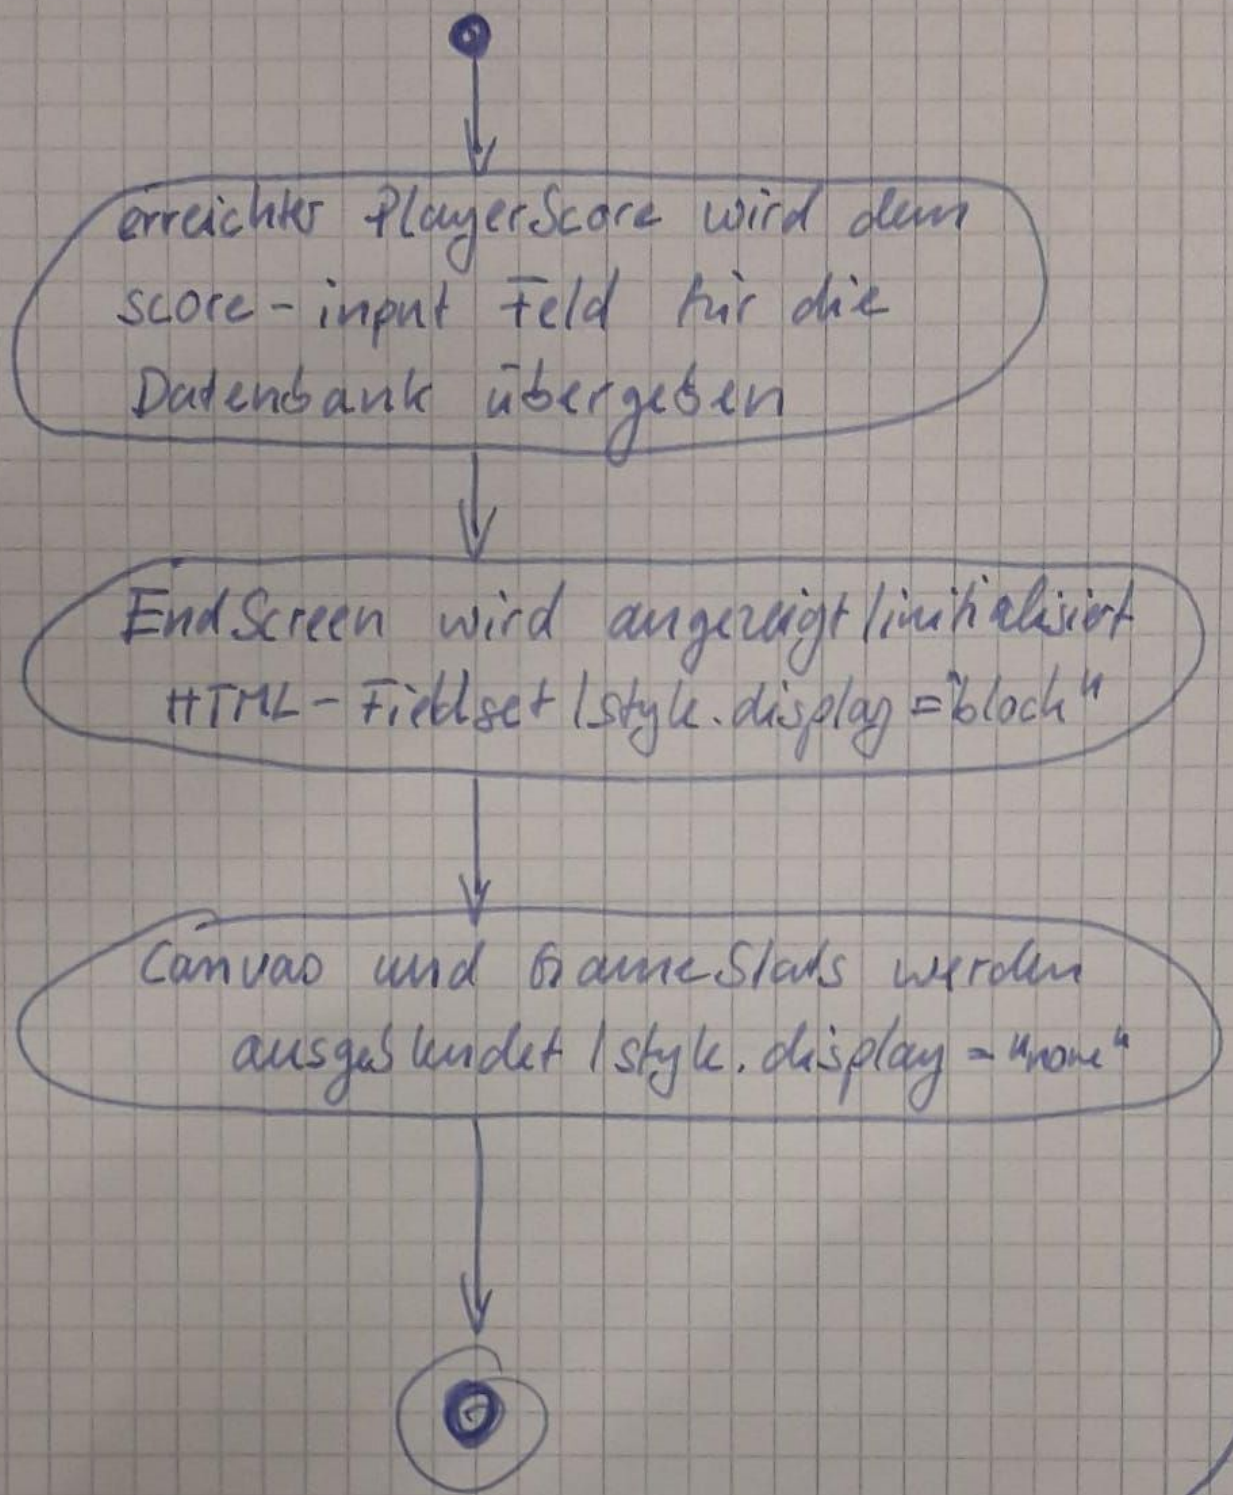 erreichter PlayerScore wird dem
score-input Feld für die
Datenbank übergeben
EndScreen wird angezeigt/initialisiert
HTML-Fieldset/style.display="block"
Canvas und GameStats werden
ausgeblendet/style.display="none"